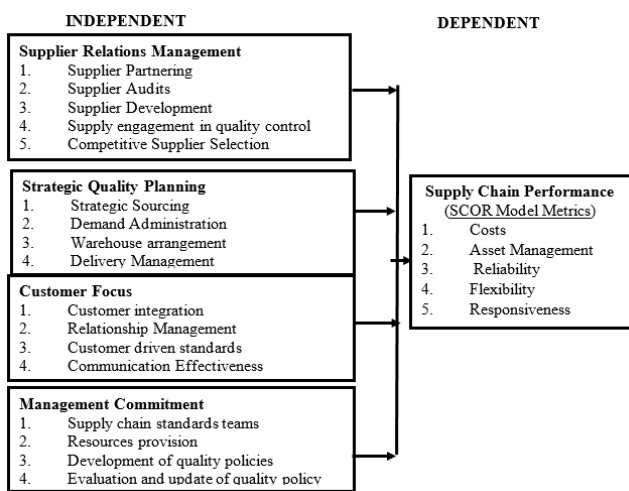 INDEPENDENT
DEPENDENT
Supplier Relations Management
1. Supplier Partnering
2. Supplier Audits
3. Supplier Development
4. Supply engagement in quality control
5. Competitive Supplier Selection
Strategic Quality Planning
1. Strategic Sourcing
2. Demand Administration
3. Warehouse arrangement
4. Delivery Management
Customer Focus
1. Customer integration
2. Relationship Management
3. Customer driven standards
4. Communication Effectiveness
Management Commitment
1. Supply chain standards teams
2. Resources provision
3. Development of quality policies
4. Evaluation and update of quality policy
Supply Chain Performance
(SCOR Model Metrics)
1. Costs
2. Asset Management
3. Reliability
4. Flexibility
5. Responsiveness